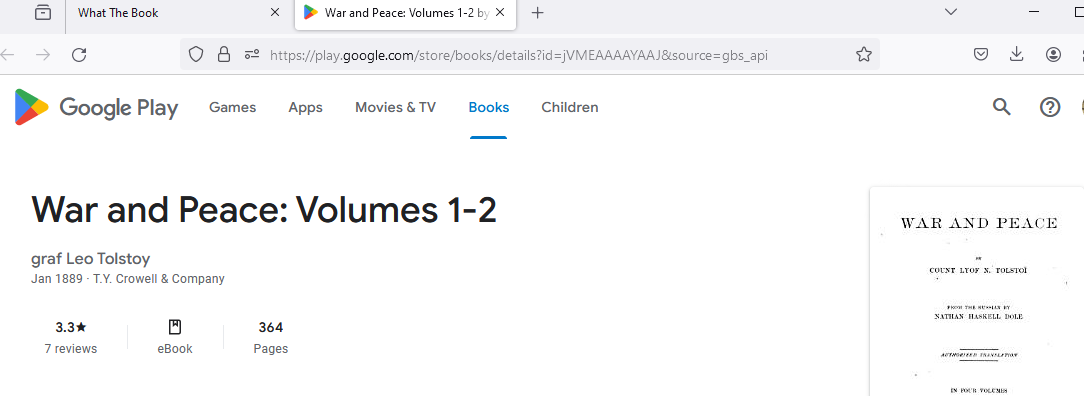 What The Book
War and Peace: Volumes 1-2 by
https://play.google.com/store/books/details?id=jVMEAAAAYAAJ&source=gbs_api
Google Play Games Apps Movies & TV Books Children
War and Peace: Volumes 1-2
graf Leo Tolstoy
Jan 1889 · T.Y. Crowell & Company
3.3★ 364
7 reviews eBook Pages
WAR AND PEACE
BY
COUNT LYOF N. TOLSTOÏ
FROM THE RUSSIAN BY
NATHAN HASKELL DOLE
AUTHORIZED TRANSLATION
IN FOUR VOLUMES